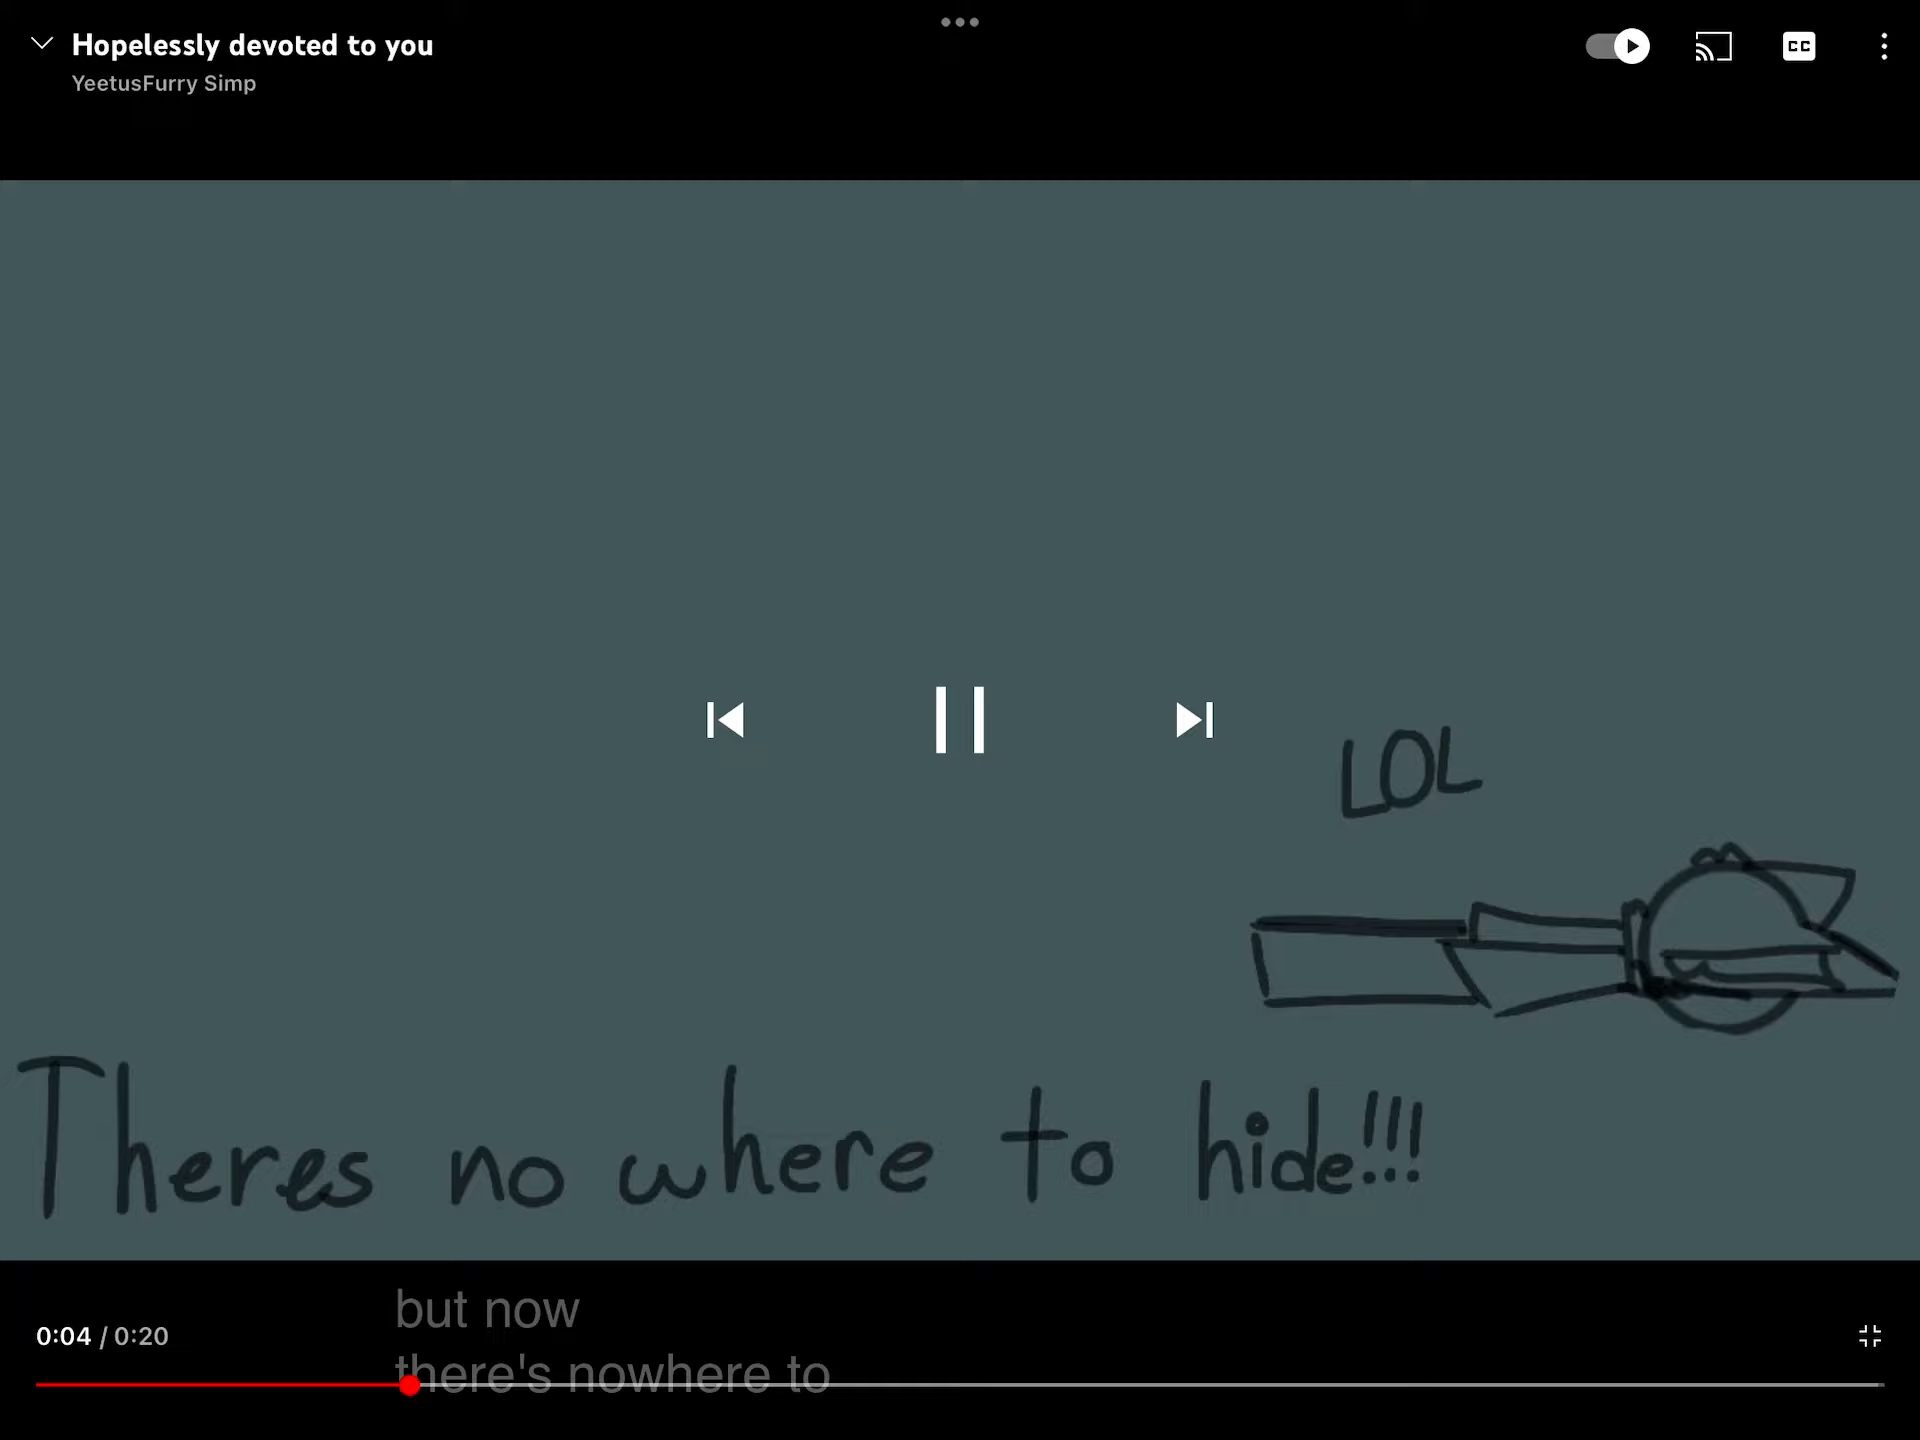 Hopelessly devoted to you
YeetusFurry Simp
CC
LOL
Theres no where to hide!!!
but now
0:04 / 0:20
there's nowhere to